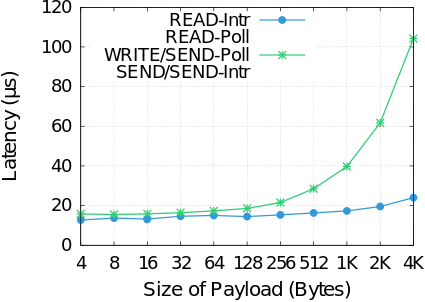 120
100
80
60
40
20
0
Latency (µs)
READ-Intr
READ-Poll
WRITE/SEND-Poll
SEND/SEND-Intr
4 8 16 32 64 128 256 512 1K 2K 4K
Size of Payload (Bytes)